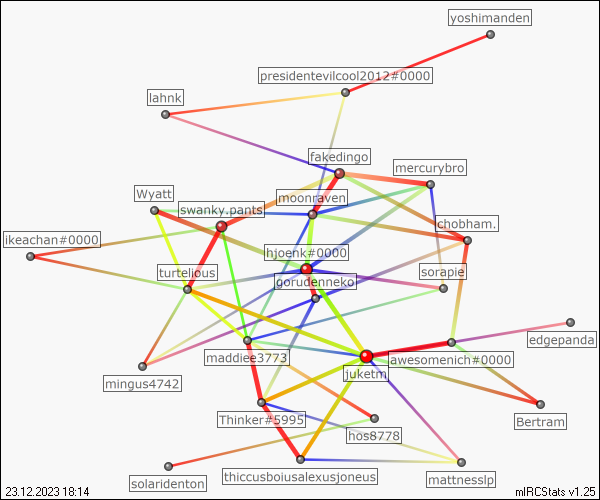 yoshimanden
presidentevilcool2012#0000
lahnk
fakedingo
mercurybro
Wyatt
moonraven
swanky.pants
chobham.
ikeachan#0000
hjoenk#0000
turtelious
sorapie
gorudenneko
edgepanda
maddiee3773
awesomenich#0000
juketm
mingus4742
Thinker#5995
Bertram
hos8778
thiccusboiusalexusjoneus
mattnesslp
solaridenton
23.12.2023 18:14
mIRCStats v1.25